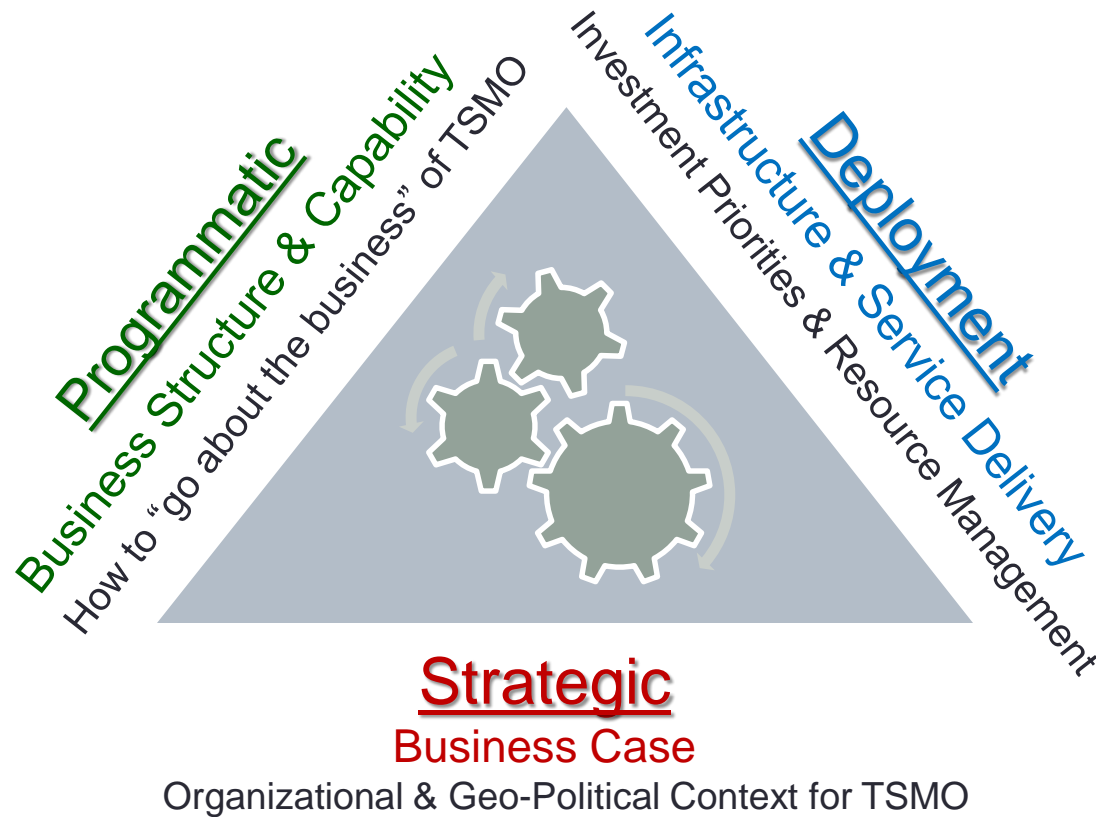 Programmatic
Business Structure & Capability
How to “go about the business” of TSMO
Deployment
Infrastructure & Service Delivery
Investment Priorities & Resource Management
Strategic
Business Case
Organizational & Geo-Political Context for TSMO